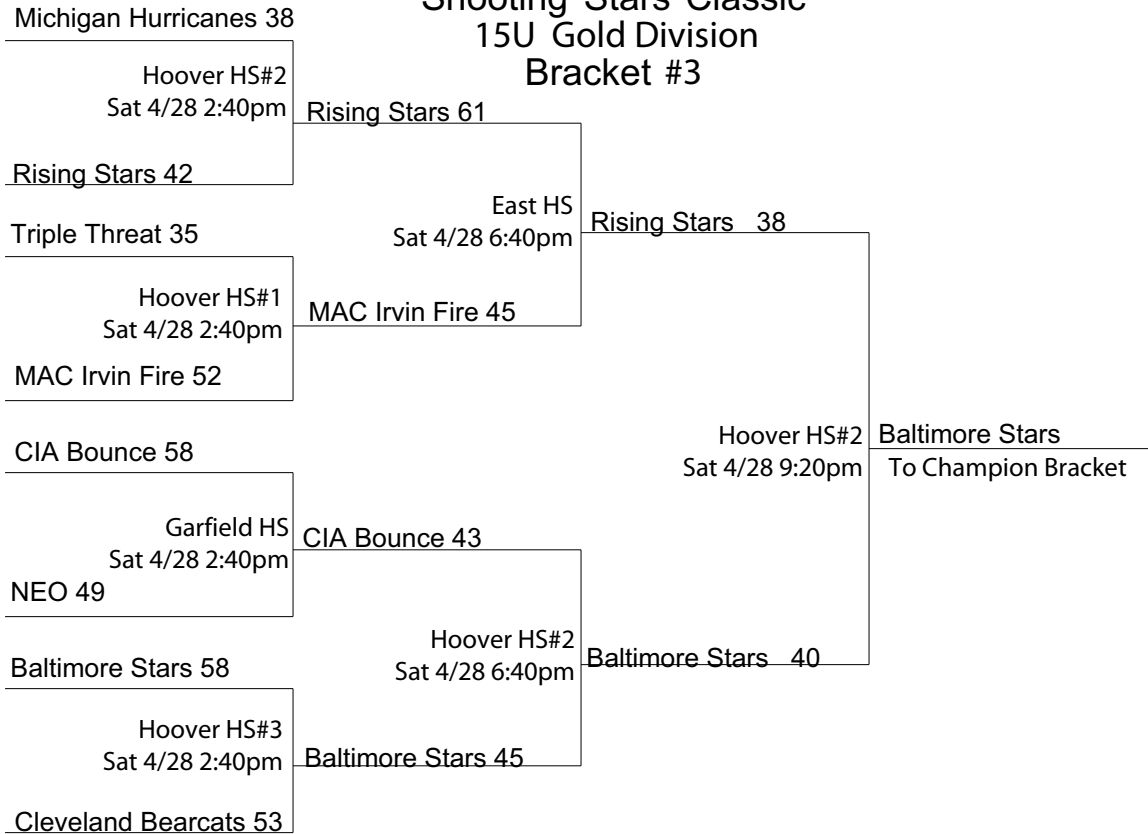 Shooting Stars Classic
15U Gold Division
Bracket #3
Michigan Hurricanes 38
Hoover HS#2
Sat 4/28 2:40pm
Rising Stars 42
Rising Stars 61
Triple Threat 35
Hoover HS#1
Sat 4/28 2:40pm
MAC Irvin Fire 52
MAC Irvin Fire 45
East HS
Sat 4/28 6:40pm
Rising Stars 38
CIA Bounce 58
Garfield HS
Sat 4/28 2:40pm
NEO 49
CIA Bounce 43
Baltimore Stars 58
Hoover HS#3
Sat 4/28 2:40pm
Cleveland Bearcats 53
Baltimore Stars 45
Hoover HS#2
Sat 4/28 6:40pm
Baltimore Stars 40
Hoover HS#2
Sat 4/28 9:20pm
Baltimore Stars
To Champion Bracket